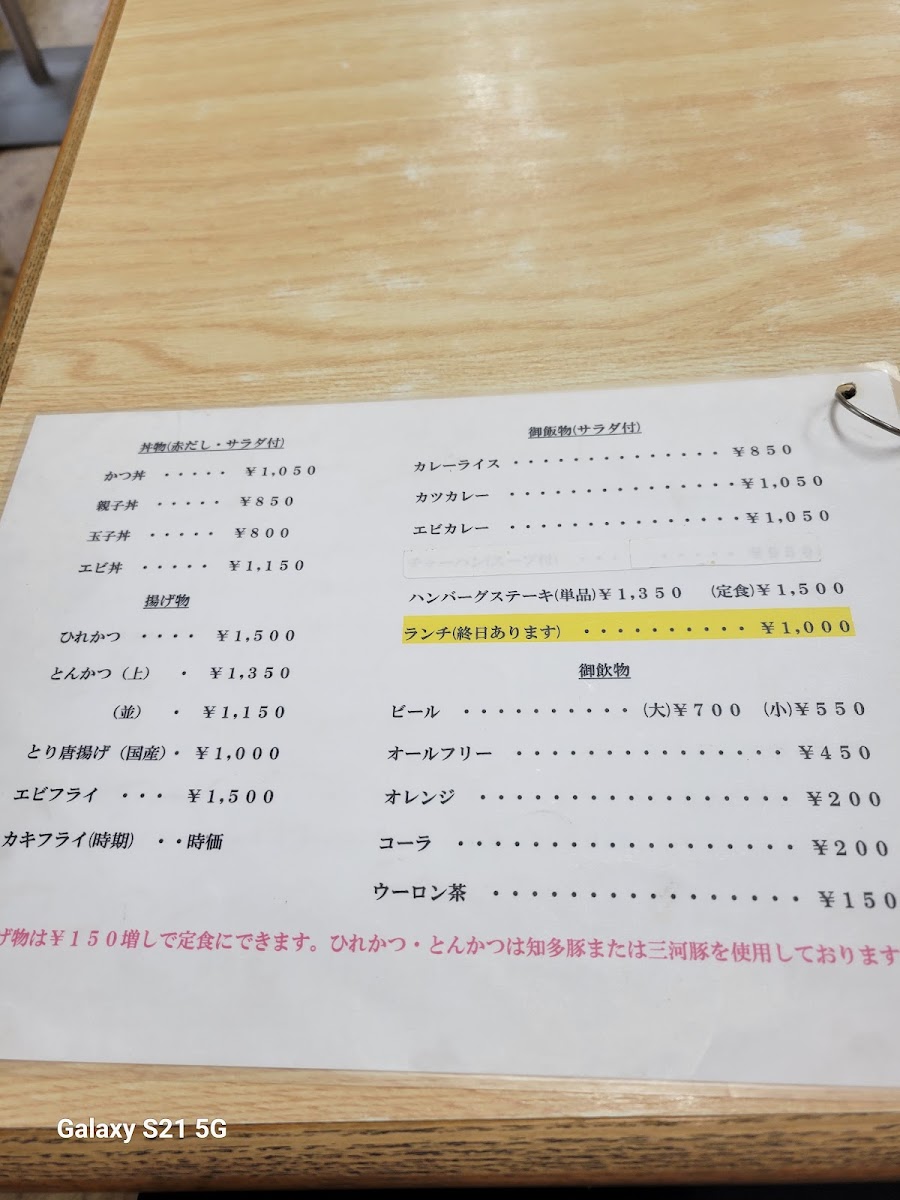 丼物(赤だし・サラダ付)
かつ丼 ・・・・・ ￥1,050
親子丼 ・・・・・ ￥850
玉子丼 ・・・・・ ￥800
エビ丼 ・・・・・ ￥1,150
揚げ物
ひれかつ ・・・・ ￥1,500
とんかつ（上） ・ ￥1,350
（並） ・ ￥1,150
とり唐揚げ（国産）・ ￥1,000
エビフライ ・・・ ￥1,500
カキフライ(時期) ・・時価
御飯物(サラダ付)
カレーライス ・・・・・・・・・・・・・・ ￥850
カツカレー ・・・・・・・・・・・・・・・￥1,050
エビカレー ・・・・・・・・・・・・・・・￥1,050
チャーハン(スープ付)
ハンバーグステーキ(単品)￥1,350 (定食)￥1,500
ランチ(終日あります) ・・・・・・・・・・ ￥1,000
御飲物
ビール ・・・・・・・・・・ (大)￥700 (小)￥550
オールフリー ・・・・・・・・・・・・・・・ ￥450
オレンジ ・・・・・・・・・・・・・・・・・ ￥200
コーラ ・・・・・・・・・・・・・・・・・・ ￥200
ウーロン茶 ・・・・・・・・・・・・・・・・・ ￥150
げ物は￥150増しで定食にできます。ひれかつ・とんかつは知多豚または三河豚を使用しております
Galaxy S21 5G